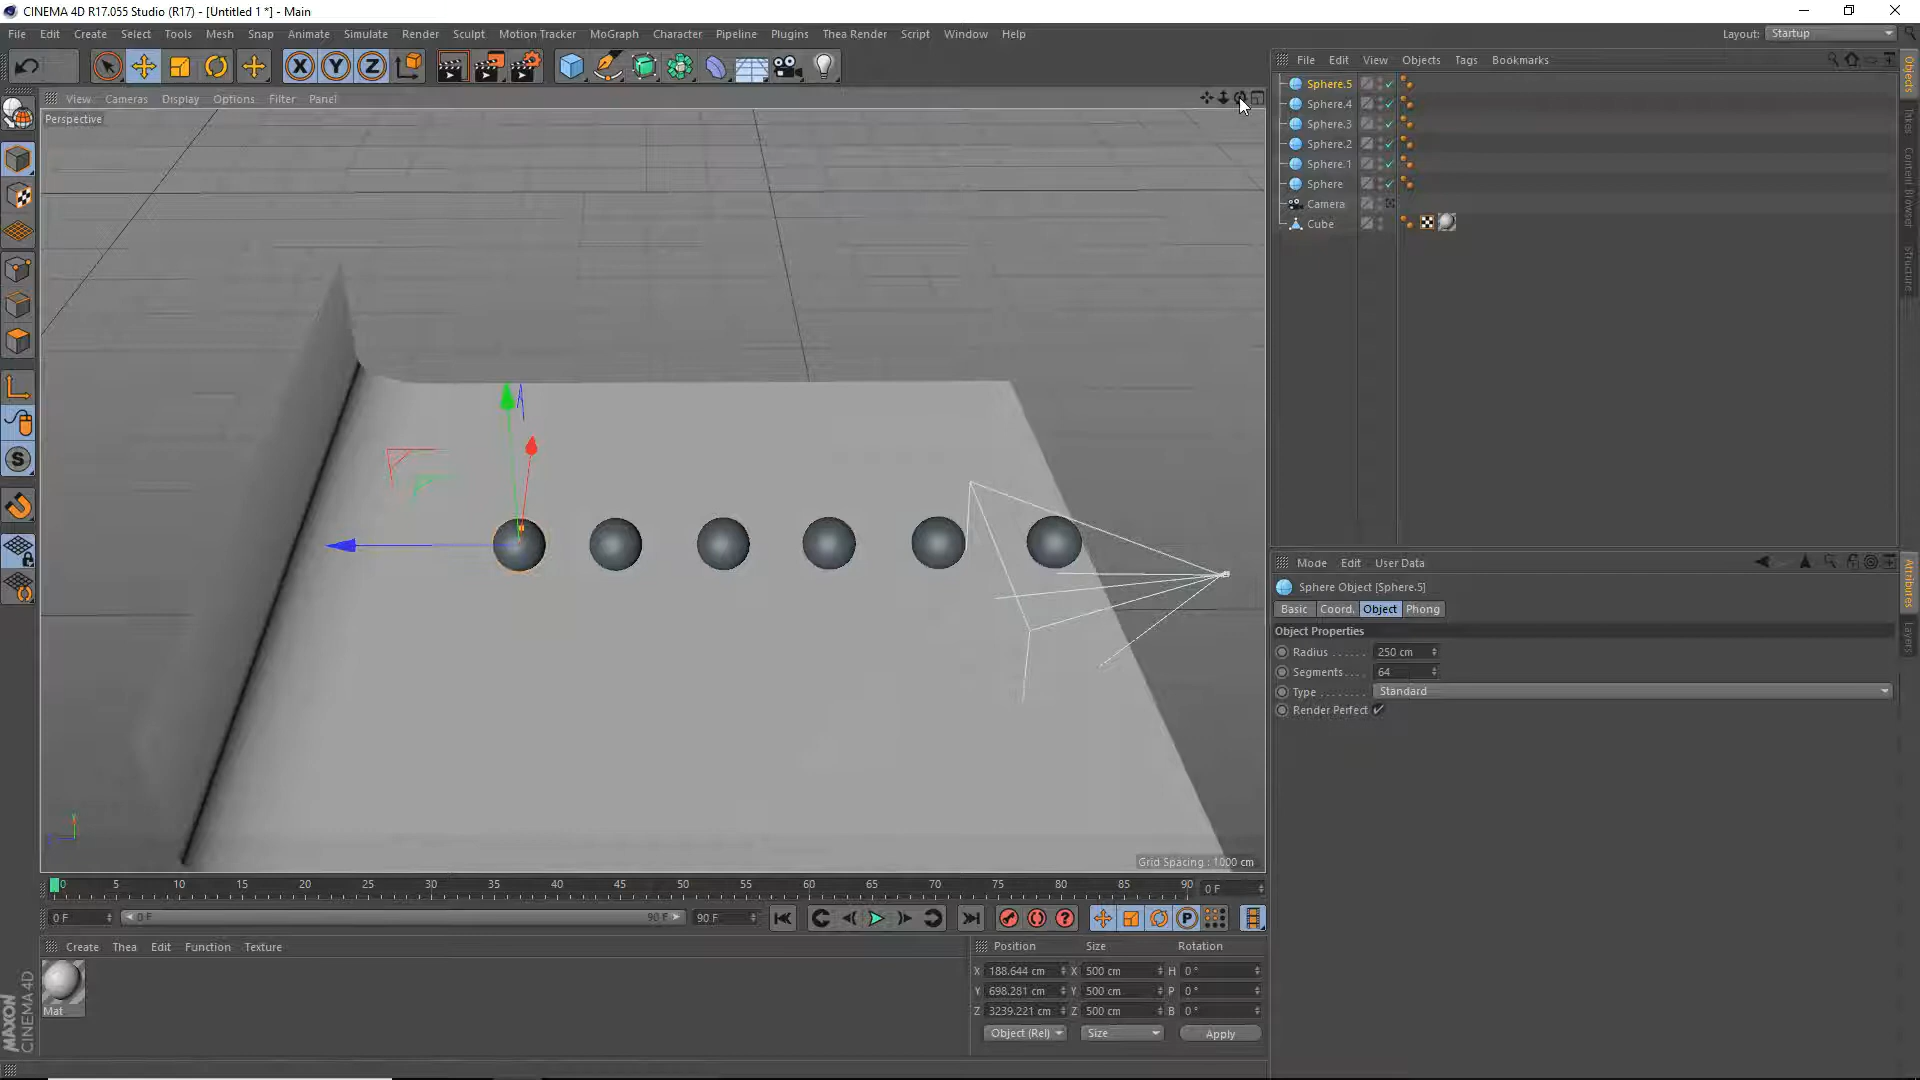 CINEMA 4D R17.055 Studio (R17) - [Untitled 1 *] - Main
File Edit Create Select Tools Mesh Snap Animate Simulate Render Sculpt Motion Tracker MoGraph Character Pipeline Plugins Thea Render Script Window Help Layout: Startup
X Y Z
File Edit View Objects Tags Bookmarks
View Cameras Display Options Filter Panel
Perspective
Sphere.5
Sphere.4
Sphere.3
Sphere.2
Sphere.1
Sphere
Camera
Cube
Objects
Takes
Content Browser
Structure
Mode Edit User Data
Sphere Object [Sphere.5]
Basic Coord. Object Phong
Object Properties
Radius ...... 250 cm
Segments.... 64
Type ........ Standard
Render Perfect
Attributes
Layers
S
Grid Spacing : 1000 cm
0 5 10 15 20 25 30 35 40 45 50 55 60 65 70 75 80 85 90 0 F
0 F 0 F 90 F 90 F
P
Create Thea Edit Function Texture
Mat
Position Size Rotation
X 188.644 cm X 500 cm H 0 °
Y 698.281 cm Y 500 cm P 0 °
Z 3239.221 cm Z 500 cm B 0 °
Object (Rel) Size Apply
MAXON
CINEMA 4D